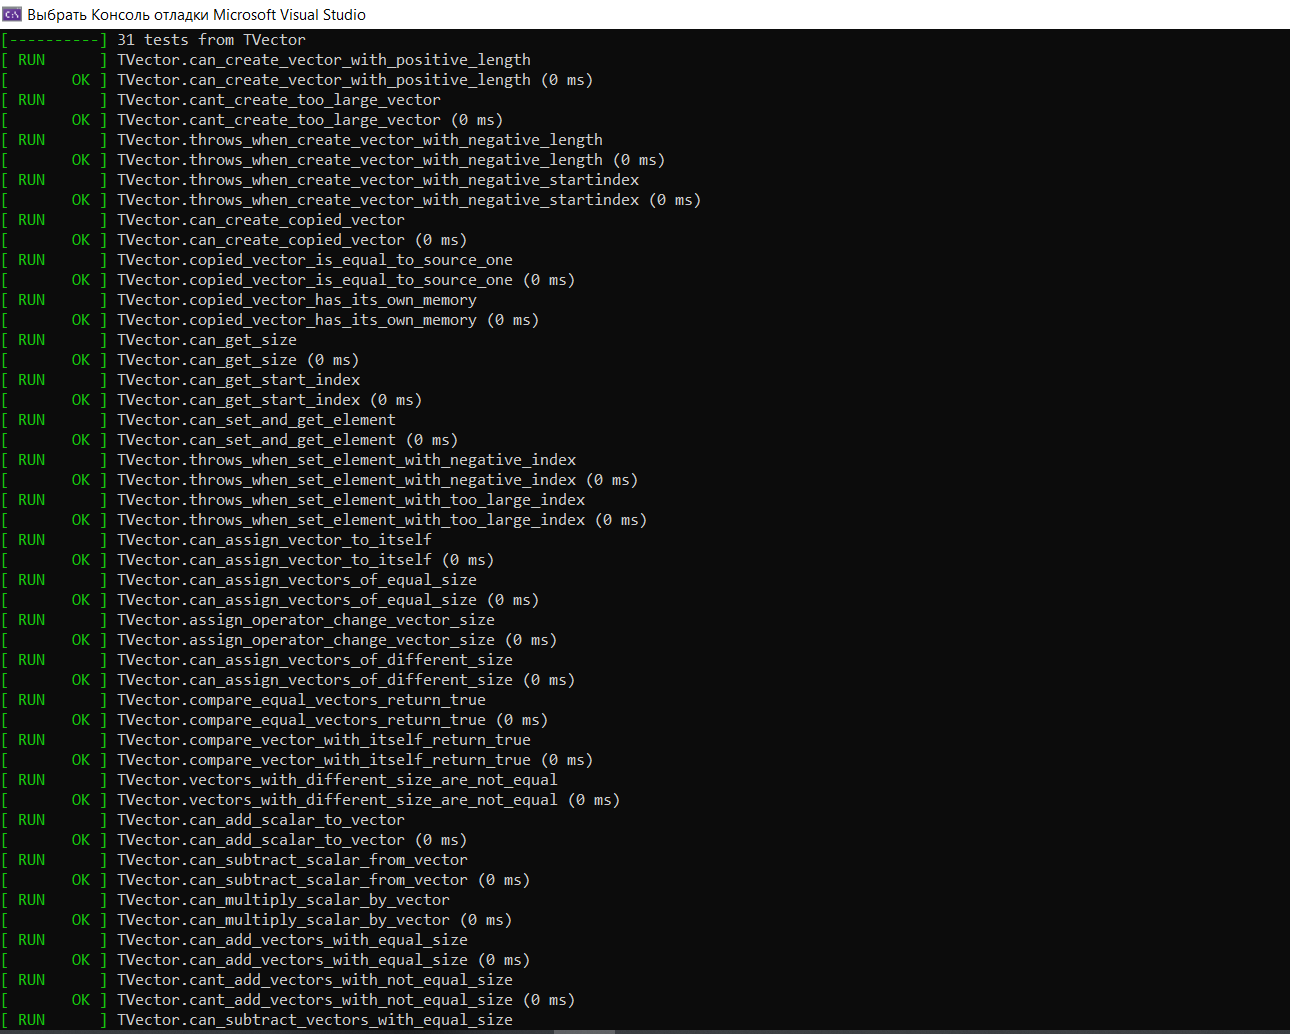 Выбрать Консоль отладки Microsoft Visual Studio
[----------] 31 tests from TVector
[ RUN      ] TVector.can_create_vector_with_positive_length
[       OK ] TVector.can_create_vector_with_positive_length (0 ms)
[ RUN      ] TVector.cant_create_too_large_vector
[       OK ] TVector.cant_create_too_large_vector (0 ms)
[ RUN      ] TVector.throws_when_create_vector_with_negative_length
[       OK ] TVector.throws_when_create_vector_with_negative_length (0 ms)
[ RUN      ] TVector.throws_when_create_vector_with_negative_startindex
[       OK ] TVector.throws_when_create_vector_with_negative_startindex (0 ms)
[ RUN      ] TVector.can_create_copied_vector
[       OK ] TVector.can_create_copied_vector (0 ms)
[ RUN      ] TVector.copied_vector_is_equal_to_source_one
[       OK ] TVector.copied_vector_is_equal_to_source_one (0 ms)
[ RUN      ] TVector.copied_vector_has_its_own_memory
[       OK ] TVector.copied_vector_has_its_own_memory (0 ms)
[ RUN      ] TVector.can_get_size
[       OK ] TVector.can_get_size (0 ms)
[ RUN      ] TVector.can_get_start_index
[       OK ] TVector.can_get_start_index (0 ms)
[ RUN      ] TVector.can_set_and_get_element
[       OK ] TVector.can_set_and_get_element (0 ms)
[ RUN      ] TVector.throws_when_set_element_with_negative_index
[       OK ] TVector.throws_when_set_element_with_negative_index (0 ms)
[ RUN      ] TVector.throws_when_set_element_with_too_large_index
[       OK ] TVector.throws_when_set_element_with_too_large_index (0 ms)
[ RUN      ] TVector.can_assign_vector_to_itself
[       OK ] TVector.can_assign_vector_to_itself (0 ms)
[ RUN      ] TVector.can_assign_vectors_of_equal_size
[       OK ] TVector.can_assign_vectors_of_equal_size (0 ms)
[ RUN      ] TVector.assign_operator_change_vector_size
[       OK ] TVector.assign_operator_change_vector_size (0 ms)
[ RUN      ] TVector.can_assign_vectors_of_different_size
[       OK ] TVector.can_assign_vectors_of_different_size (0 ms)
[ RUN      ] TVector.compare_equal_vectors_return_true
[       OK ] TVector.compare_equal_vectors_return_true (0 ms)
[ RUN      ] TVector.compare_vector_with_itself_return_true
[       OK ] TVector.compare_vector_with_itself_return_true (0 ms)
[ RUN      ] TVector.vectors_with_different_size_are_not_equal
[       OK ] TVector.vectors_with_different_size_are_not_equal (0 ms)
[ RUN      ] TVector.can_add_scalar_to_vector
[       OK ] TVector.can_add_scalar_to_vector (0 ms)
[ RUN      ] TVector.can_subtract_scalar_from_vector
[       OK ] TVector.can_subtract_scalar_from_vector (0 ms)
[ RUN      ] TVector.can_multiply_scalar_by_vector
[       OK ] TVector.can_multiply_scalar_by_vector (0 ms)
[ RUN      ] TVector.can_add_vectors_with_equal_size
[       OK ] TVector.can_add_vectors_with_equal_size (0 ms)
[ RUN      ] TVector.cant_add_vectors_with_not_equal_size
[       OK ] TVector.cant_add_vectors_with_not_equal_size (0 ms)
[ RUN      ] TVector.can_subtract_vectors_with_equal_size